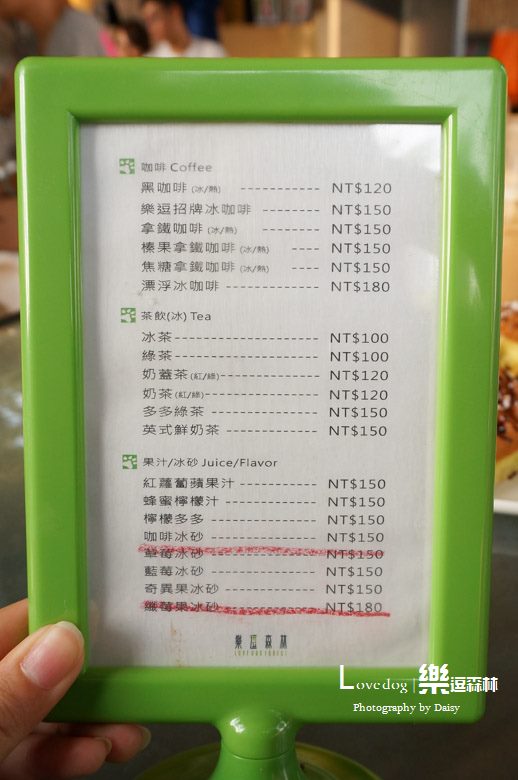 咖啡 Coffee
黑咖啡(冰/熱) ----------- NT$120
樂逗招牌冰咖啡 -------- NT$150
拿鐵咖啡(冰/熱) -------- NT$150
榛果拿鐵咖啡(冰/熱) ---- NT$150
焦糖拿鐵咖啡(冰/熱) ---- NT$150
漂浮冰咖啡------------- NT$180
茶飲(冰) Tea
冰茶-------------------- NT$100
綠茶-------------------- NT$100
奶蓋茶(紅/綠)-------------- NT$120
奶茶(紅/綠)---------------- NT$120
多多綠茶 --------------- NT$150
英式鮮奶茶 ------------- NT$150
果汁/冰砂 Juice/Flavor
紅蘿蔔蘋果汁 ----------- NT$150
蜂蜜檸檬汁 ------------- NT$150
檸檬多多 --------------- NT$150
咖啡冰砂 --------------- NT$150
草莓冰砂 --------------- NT$150
藍莓冰砂 --------------- NT$150
奇異果冰砂 ------------- NT$150
纖莓果冰砂 ------------- NT$180
樂逗森林
Lovedog | 樂逗森林
Photography by Daisy